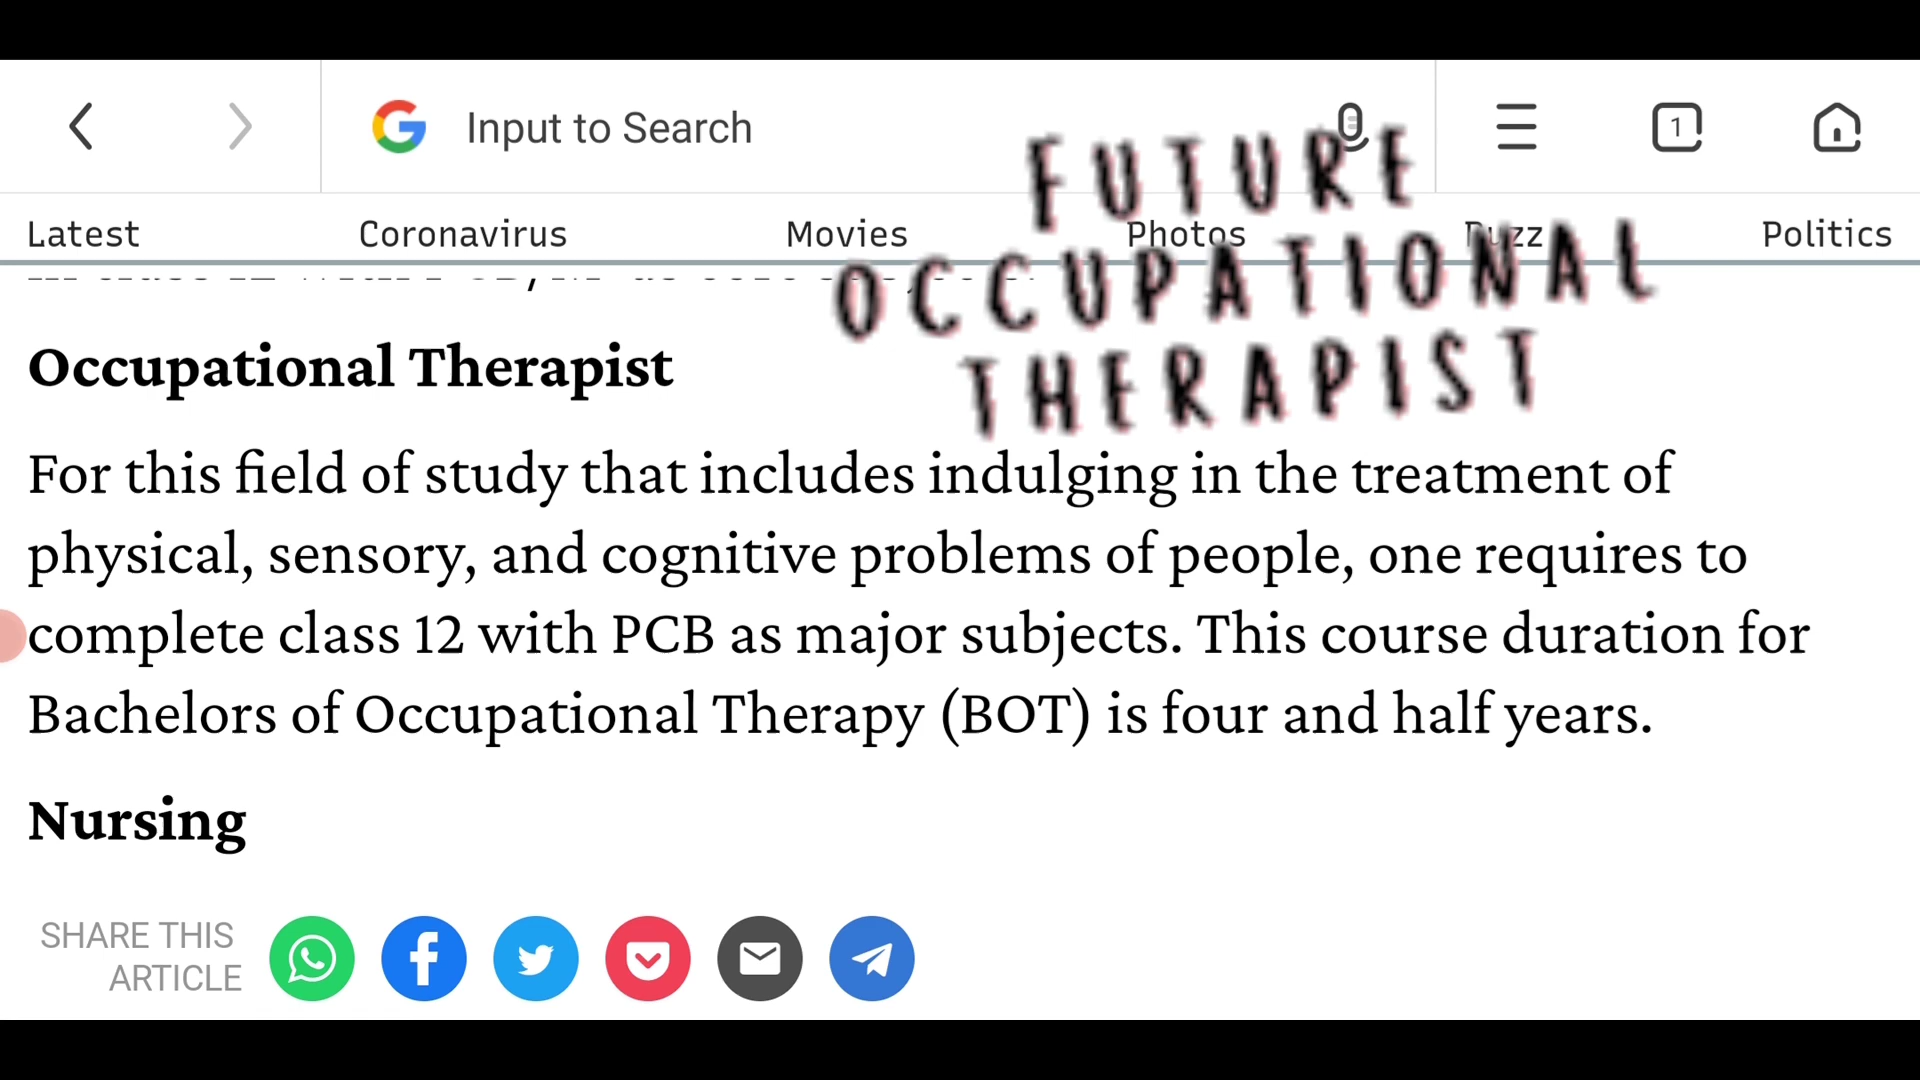 Input to Search
1
FUTURE
OCCUPATIONAL
THERAPIST
Latest Coronavirus Movies Photos Buzz Politics
Occupational Therapist
For this field of study that includes indulging in the treatment of
physical, sensory, and cognitive problems of people, one requires to
complete class 12 with PCB as major subjects. This course duration for
Bachelors of Occupational Therapy (BOT) is four and half years.
Nursing
SHARE THIS
ARTICLE